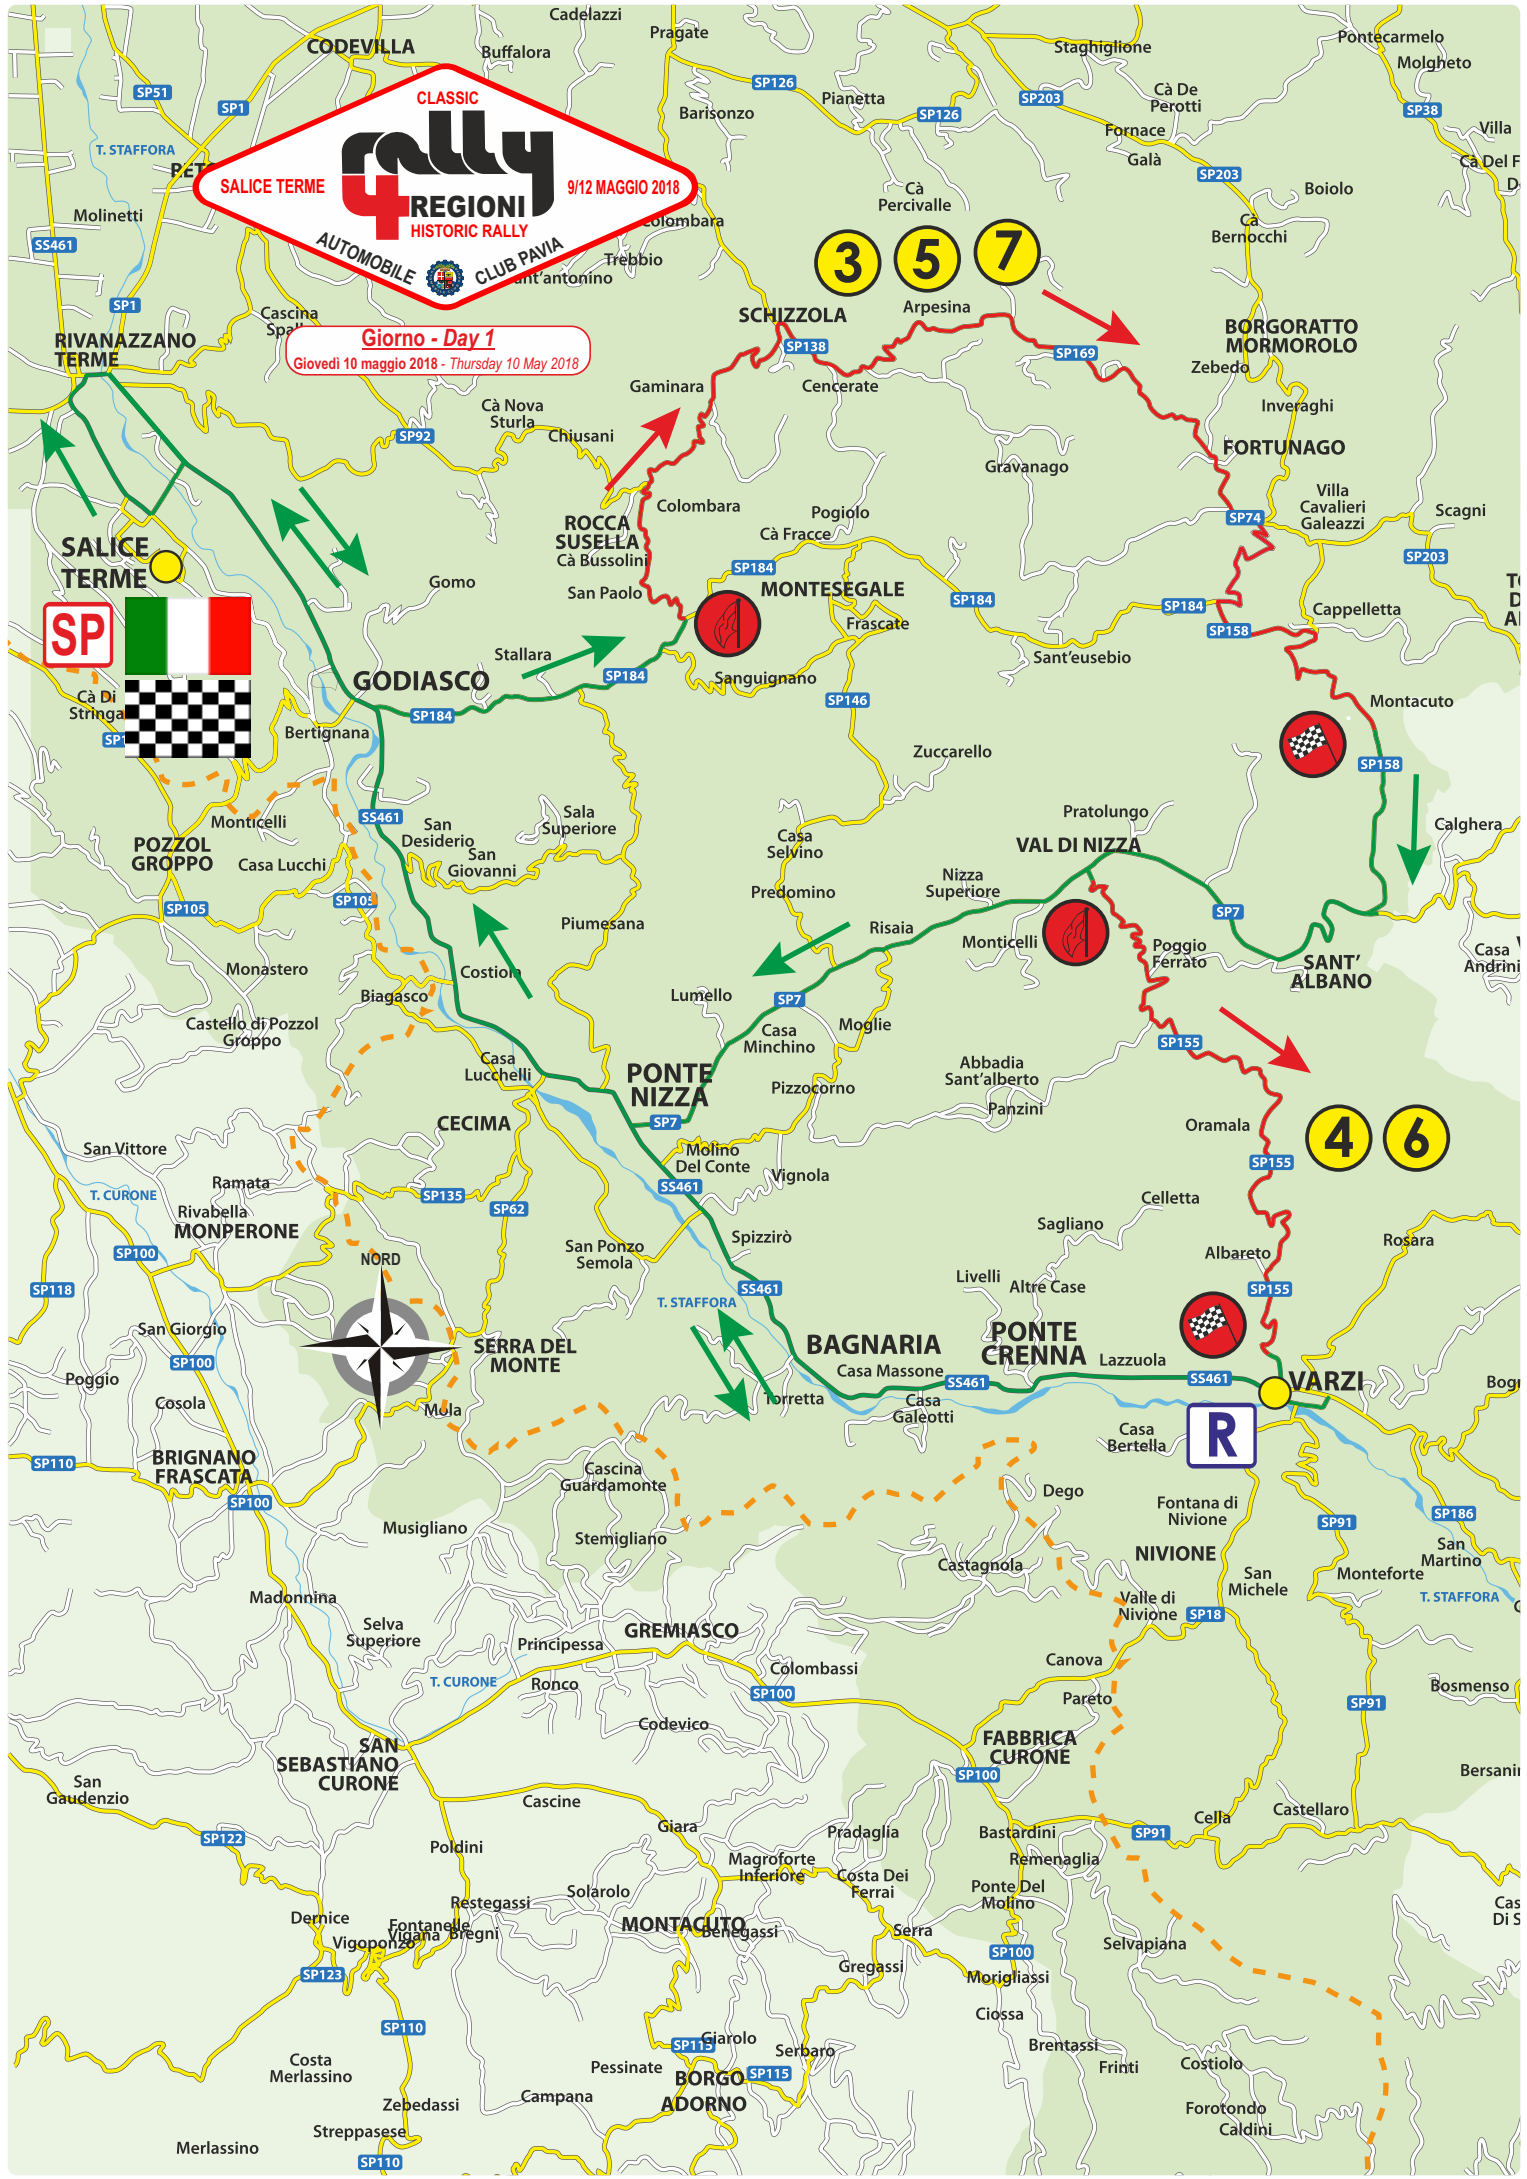 Cadelazzi
Pragate
CODEVILLA
Buffalora
Staghiglione
Pontecarmelo
Molgheto
SP51
SP1
SP126
Pianetta
SP126
SP203
Cà De
Perotti
SP38
Barisonzo
Fornace
Villa
T. STAFFORA
Galà
Cà Del F
SP203
CLASSIC
rally
4 REGIONI
HISTORIC RALLY
SALICE TERME
9/12 MAGGIO 2018
AUTOMOBILE
CLUB PAVIA
Cà
Percivalle
Boiolo
Molinetti
Colombara
Cà
Bernocchi
SS461
Trebbio
3
5
7
SP1
Cascina
Arpesina
SCHIZZOLA
RIVANAZZANO
TERME
Giorno - Day 1
Giovedì 10 maggio 2018 - Thursday 10 May 2018
SP138
SP169
BORGORATTO
MORMOROLO
Zebedo
Gaminara
Cencerate
Cà Nova
Sturla
Inveraghi
SP92
Chiusani
FORTUNAGO
Gravanago
Colombara
Villa
Cavalieri
Galeazzi
Scagni
ROCCA
SUSELLA
Pogiolo
SP74
Cà Fracce
SALICE
TERME
Cà Bussolini
SP184
SP203
Gomo
San Paolo
MONTESEGALE
SP184
SP184
Cappelletta
Frascate
SP158
SP
Stallara
Sant'eusebio
GODIASCO
SP184
Sanguignano
Cà Di
Stringa
SP184
SP146
Montacuto
Bertignana
Zuccarello
SP158
SS461
San
Desiderio
Sala
Superiore
Pratolungo
Monticelli
Calghera
POZZOL
GROPPO
Casa Lucchi
San
Giovanni
Casa
Selvino
VAL DI NIZZA
SP105
SP105
Predomino
Nizza
Superiore
SP7
Piumesana
Risaia
Monticelli
Poggio
Ferrato
Casa
Andrini
Monastero
Costiola
SANT'
ALBANO
Biagasco
Lumello
SP7
Castello di Pozzol
Groppo
Casa
Minchino
Moglie
SP155
Casa
Lucchelli
PONTE
NIZZA
Abbadia
Sant'alberto
Pizzocorno
Panzini
CECIMA
SP7
Oramala
4
6
San Vittore
Molino
Del Conte
Vignola
SP155
Ramata
SP135
SS461
T. CURONE
SP62
Celletta
Rivabella
MONPERONE
Spizzirò
Sagliano
SP100
San Ponzo
Semola
Albareto
Rosara
NORD
SP118
Livelli
Altre Case
SS461
SP155
T. STAFFORA
San Giorgio
SERRA DEL
MONTE
BAGNARIA
PONTE
CRENNA
SP100
Casa Massone
Lazzuola
Poggio
SS461
SS461
VARZI
Cosola
Mola
Torretta
Casa
Galeotti
R
Casa
Bertella
SP110
BRIGNANO
FRASCATA
Cascina
Guardamonte
Dego
SP100
Fontana di
Nivione
SP186
Musigliano
Stemigliano
SP91
San
Martino
NIVIONE
Castagnola
San
Michele
Monteforte
Madonnina
Valle di
Nivione
SP18
T. STAFFORA
Selva
Superiore
GREMIASCO
Principessa
Canova
Colombassi
T. CURONE
Ronco
SP100
Pareto
Bosmenso
SP91
Codevico
SAN
SEBASTIANO
CURONE
FABBRICA
CURONE
SP100
San
Gaudenzio
Cascine
Castellaro
Giara
Cella
SP122
Poldini
Pradaglia
Bastardini
SP91
Magroforte
Inferiore
Remenaglia
Costa Dei
Ferrai
Solarolo
Ponte Del
Molino
Restegassi
Dernice
Fontanelle
Vigana
Bregni
MONTACUTO
Benegassi
Serra
Vigoponzo
Selvapiana
SP100
SP123
Gregassi
Morigliassi
SP110
Ciossa
SP115
Giarolo
Serbaro
Brentassi
Costa
Merlassino
Pessinate
Frinti
Costiolo
BORGO
ADORNO
SP115
Zebedassi
Campana
Forotondo
Caldini
Streppasese
Merlassino
SP110